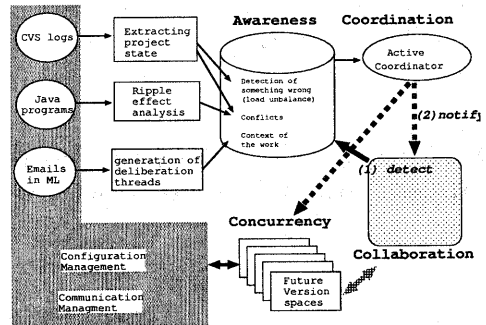 Awareness
Coordination
CVS logs
Extracting
project
state
Active
Coordinator
Detection of
something wrong
(load unbalance)
Conflicts
Context of
the work
Java
programs
Ripple
effect
analysis
(2)notify
Emails
in ML
generation of
deliberation
threads
(1) detect
Concurrency
Collaboration
Configuration
Management
Communication
Managment
Future
Version
spaces